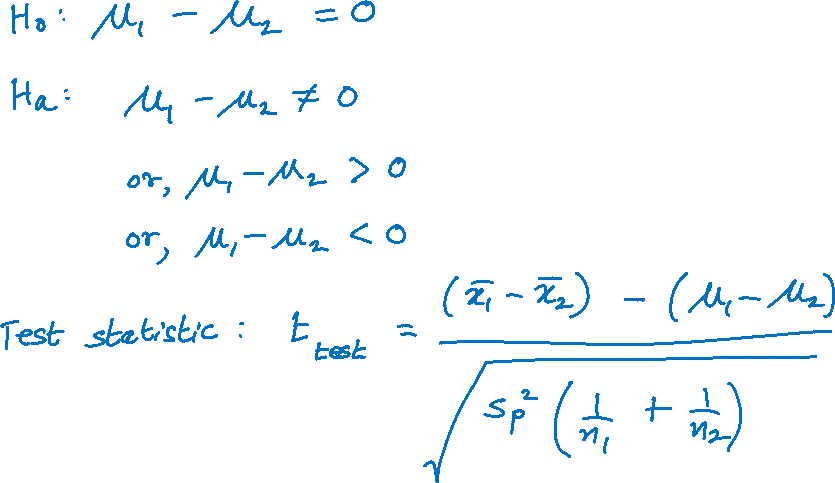 H₀: μ₁ - μ₂ = 0
Ha: μ₁ - μ₂ ≠ 0
or, μ₁ - μ₂ > 0
or, μ₁ - μ₂ < 0
Test statistic: t_test = ((x̄₁ - x̄₂) - (μ₁ - μ₂)) / √(Sp² (1/n₁ + 1/n₂))